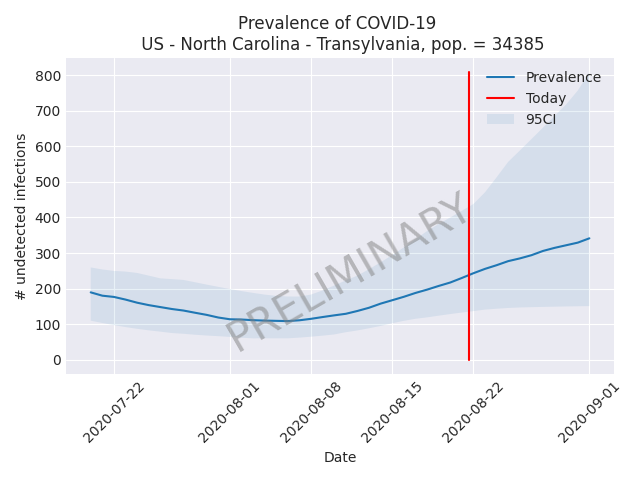 Prevalence of COVID-19
US - North Carolina - Transylvania, pop. = 34385
# undetected infections
800
700
600
500
400
300
200
100
0
Prevalence
Today
95CI
PRELIMINARY
2020-07-22
2020-08-01
2020-08-08
2020-08-15
2020-08-22
2020-09-01
Date